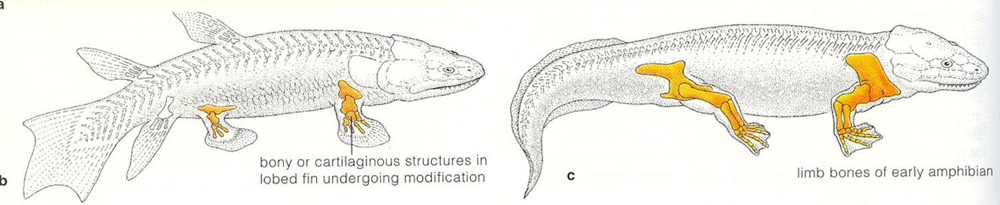 a
bony or cartilaginous structures in
lobed fin undergoing modification
b
c
limb bones of early amphibian